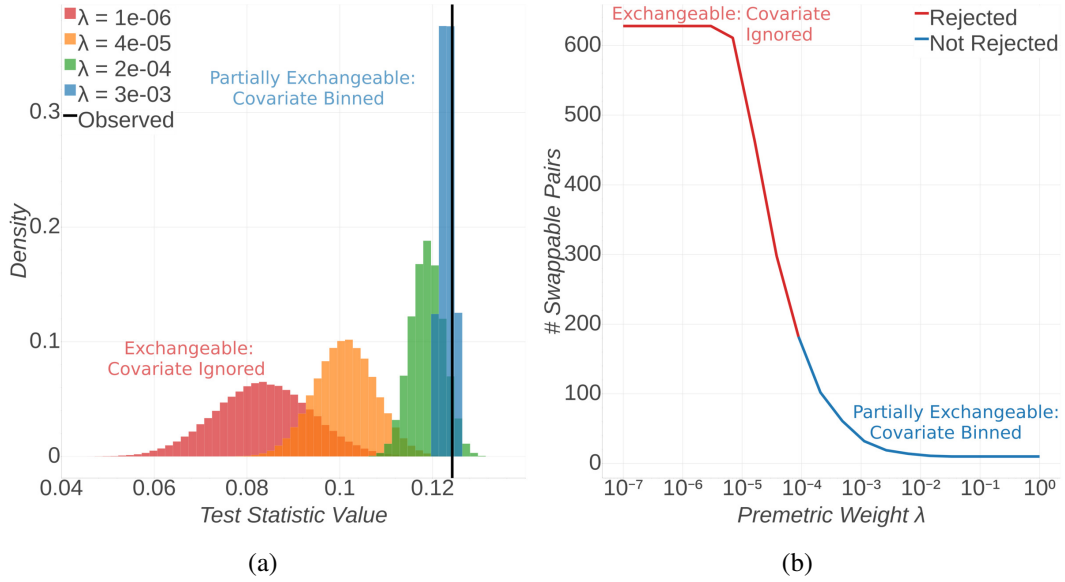 λ = 1e-06
λ = 4e-05
λ = 2e-04
λ = 3e-03
Observed
Partially Exchangeable:
Covariate Binned
Exchangeable:
Covariate Ignored
Density
0.3
0.2
0.1
0
0.04
0.06
0.08
0.1
0.12
Test Statistic Value
(a)
Exchangeable: Covariate
Ignored
Rejected
Not Rejected
Partially Exchangeable:
Covariate Binned
# Swappable Pairs
600
500
400
300
200
100
0
10⁻⁷
10⁻⁶
10⁻⁵
10⁻⁴
10⁻³
10⁻²
10⁻¹
10⁰
Premetric Weight λ
(b)